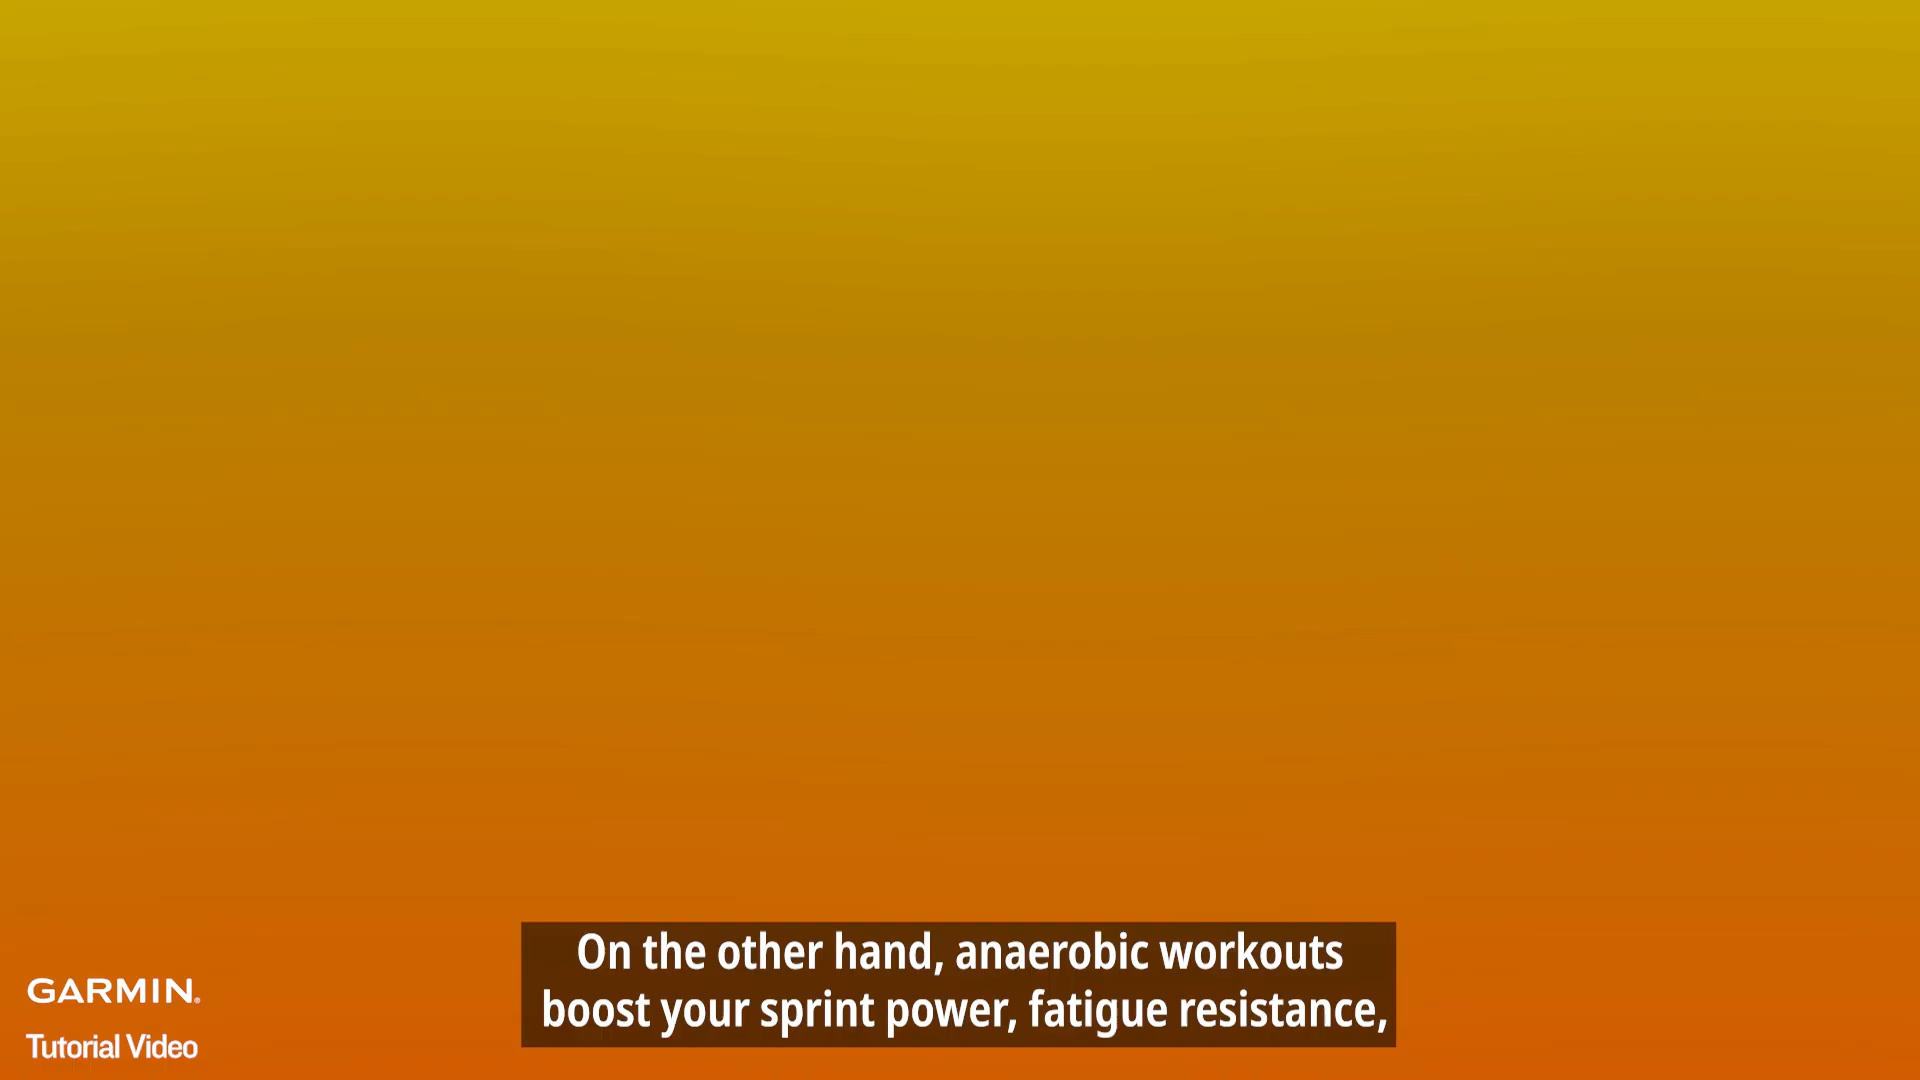 On the other hand, anaerobic workouts
boost your sprint power, fatigue resistance,
GARMIN®
Tutorial Video